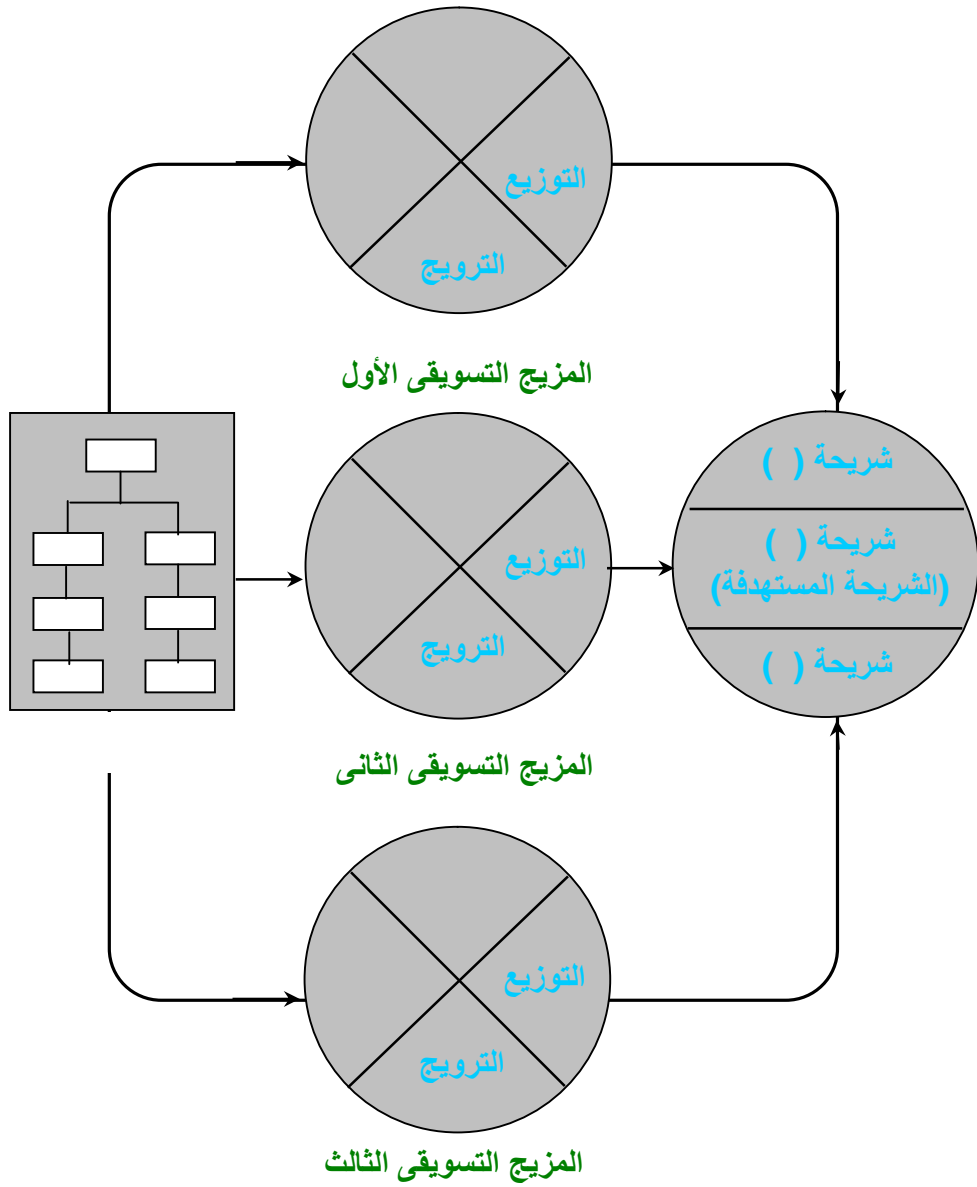 التوزيع
الترويج
المزيج التسويقى الأول
شريحة ( )
شريحة ( )
(الشريحة المستهدفة)
شريحة ( )
التوزيع
الترويج
المزيج التسويقى الثانى
التوزيع
الترويج
المزيج التسويقى الثالث